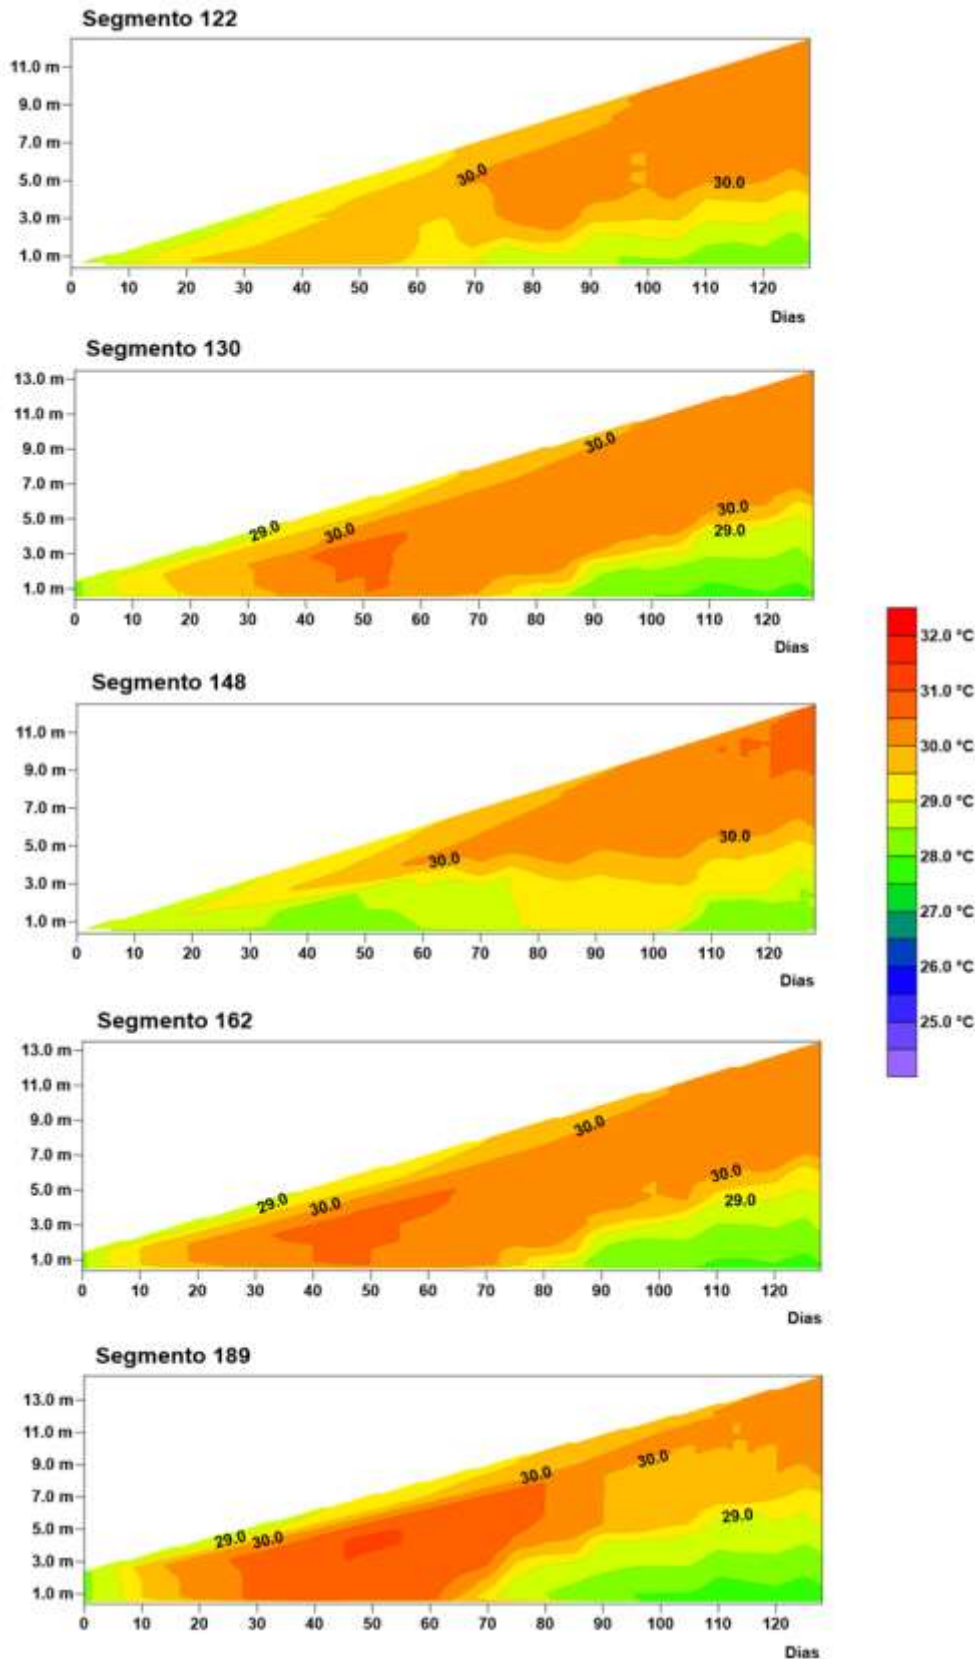 Segmento 122
11.0 m
9.0 m
7.0 m
5.0 m
3.0 m
1.0 m
30.0
30.0
0 10 20 30 40 50 60 70 80 90 100 110 120
Dias
Segmento 130
13.0 m
11.0 m
9.0 m
7.0 m
5.0 m
3.0 m
1.0 m
29.0
30.0
30.0
30.0
29.0
0 10 20 30 40 50 60 70 80 90 100 110 120
Dias
Segmento 148
11.0 m
9.0 m
7.0 m
5.0 m
3.0 m
1.0 m
30.0
30.0
0 10 20 30 40 50 60 70 80 90 100 110 120
Dias
32.0 °C
31.0 °C
30.0 °C
29.0 °C
28.0 °C
27.0 °C
26.0 °C
25.0 °C
Segmento 162
13.0 m
11.0 m
9.0 m
7.0 m
5.0 m
3.0 m
1.0 m
29.0
30.0
30.0
30.0
29.0
0 10 20 30 40 50 60 70 80 90 100 110 120
Dias
Segmento 189
13.0 m
11.0 m
9.0 m
7.0 m
5.0 m
3.0 m
1.0 m
29.0
30.0
30.0
30.0
29.0
0 10 20 30 40 50 60 70 80 90 100 110 120
Dias